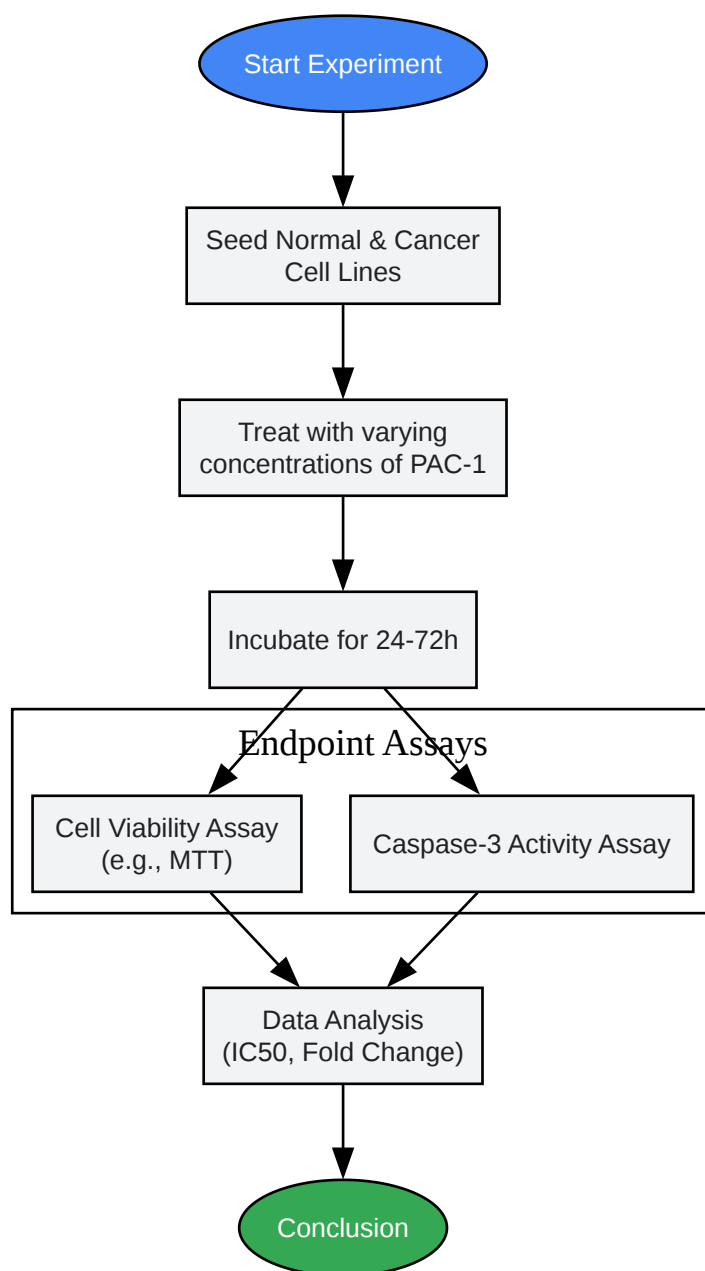 Start Experiment
Seed Normal & Cancer
Cell Lines
Treat with varying
concentrations of PAC-1
Incubate for 24-72h
Endpoint Assays
Cell Viability Assay
(e.g., MTT)
Caspase-3 Activity Assay
Data Analysis
(IC50, Fold Change)
Conclusion